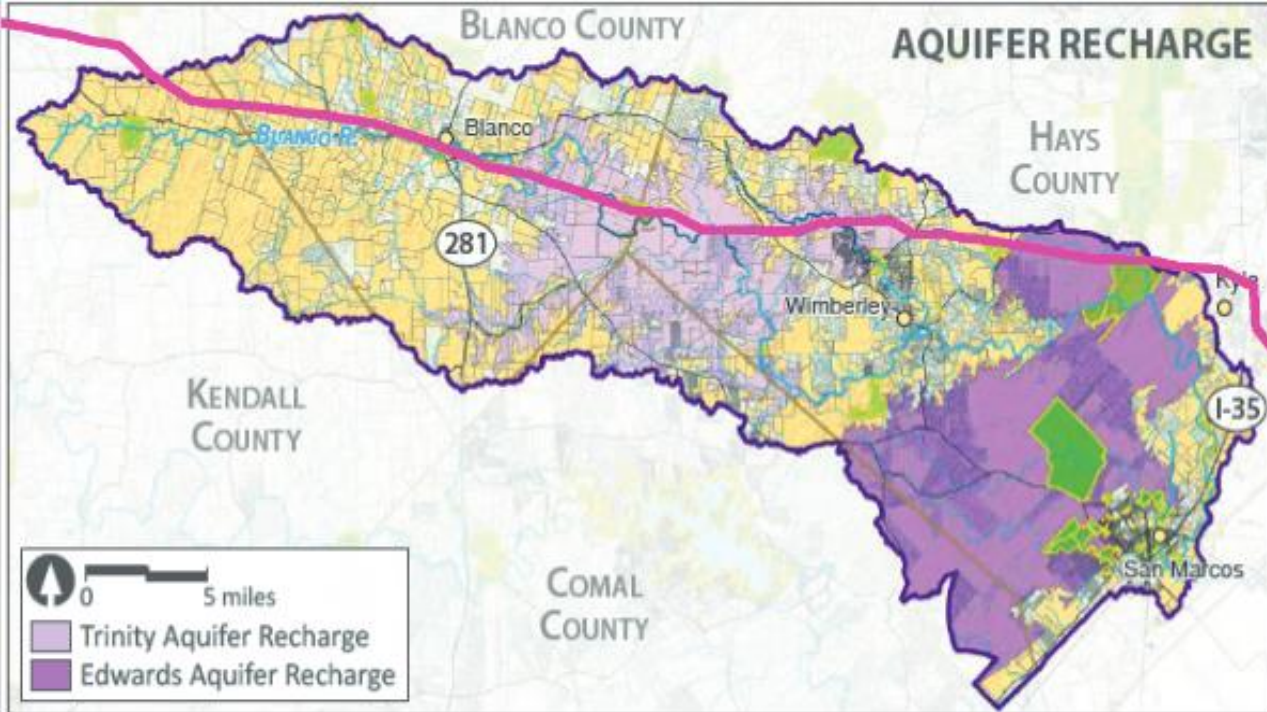 BLANCO COUNTY
AQUIFER RECHARGE
BLANCO R.
Blanco
HAYS
COUNTY
281
Wimberley
Kyle
KENDALL
COUNTY
I-35
COMAL
COUNTY
San Marcos
0 5 miles
Trinity Aquifer Recharge
Edwards Aquifer Recharge